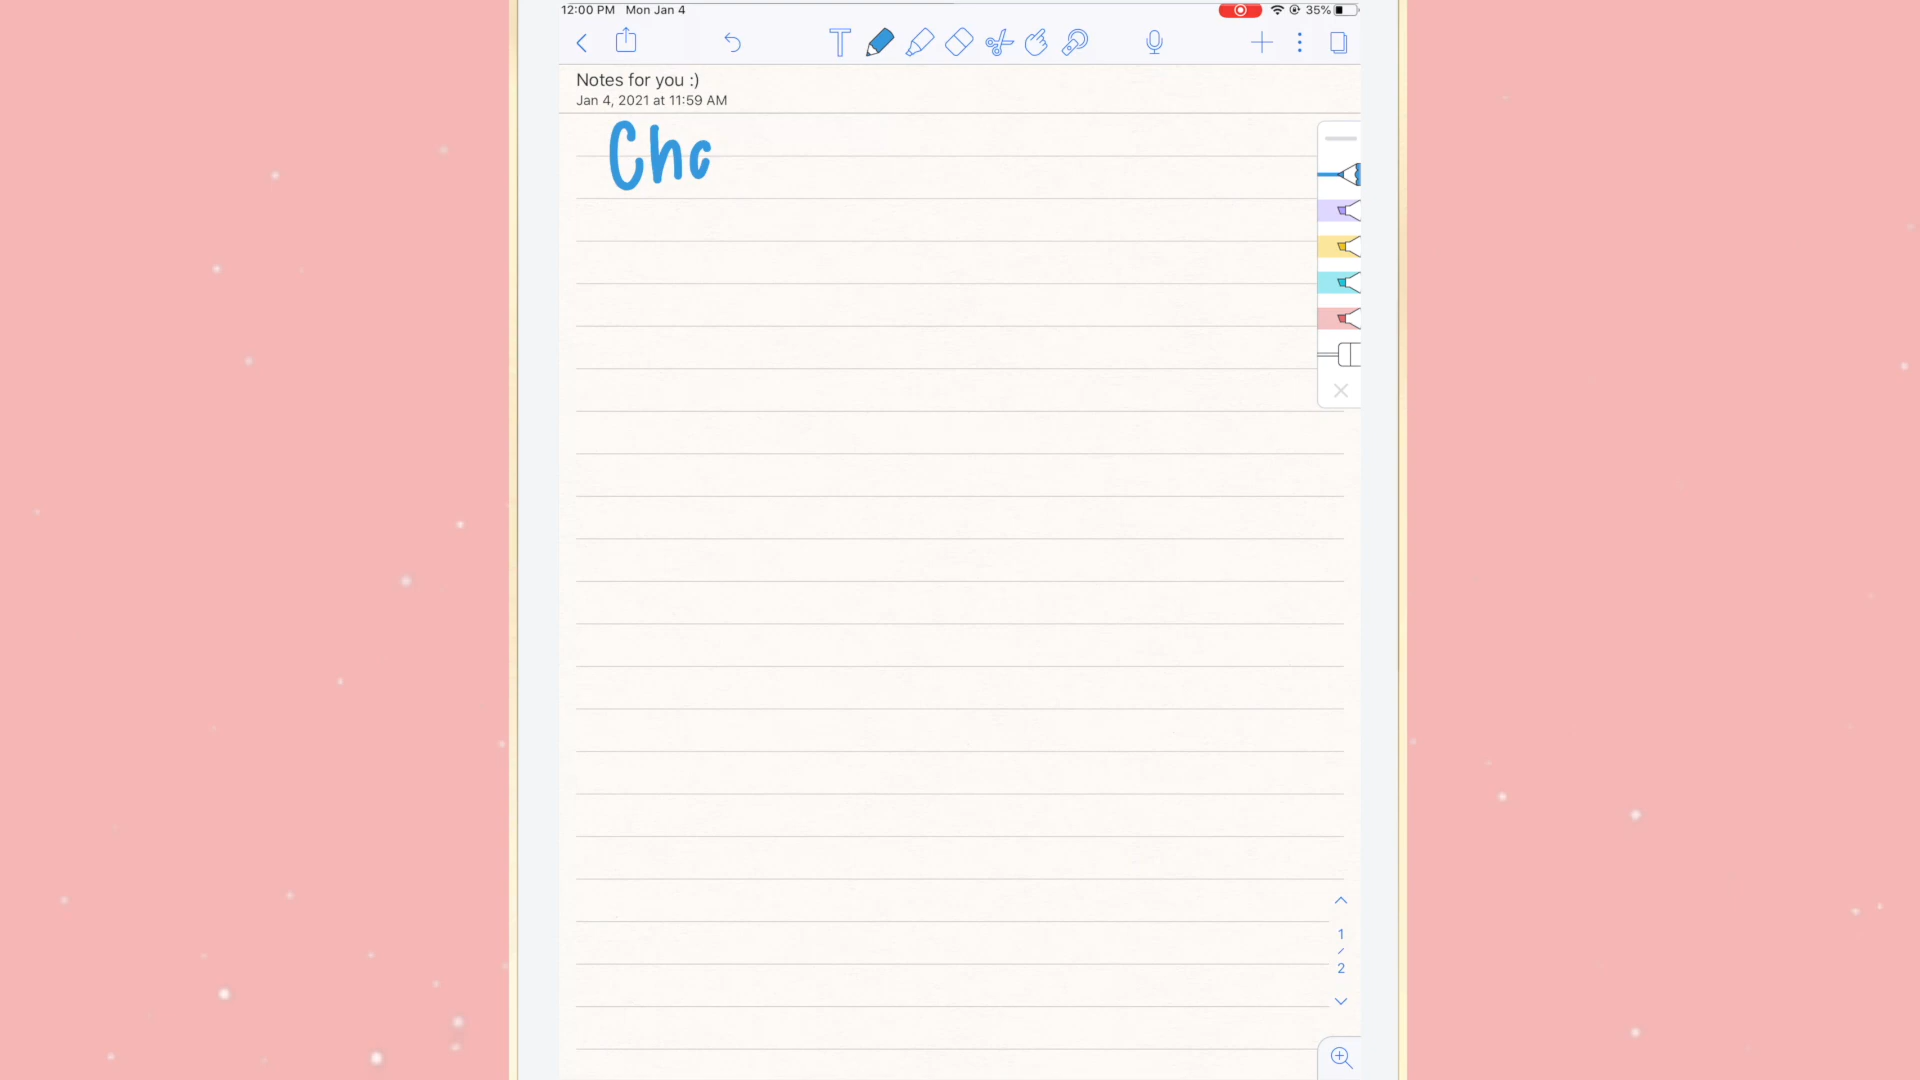 12:00 PM Mon Jan 4 35%
T
Notes for you :)
Jan 4, 2021 at 11:59 AM
Chc
1
/
2